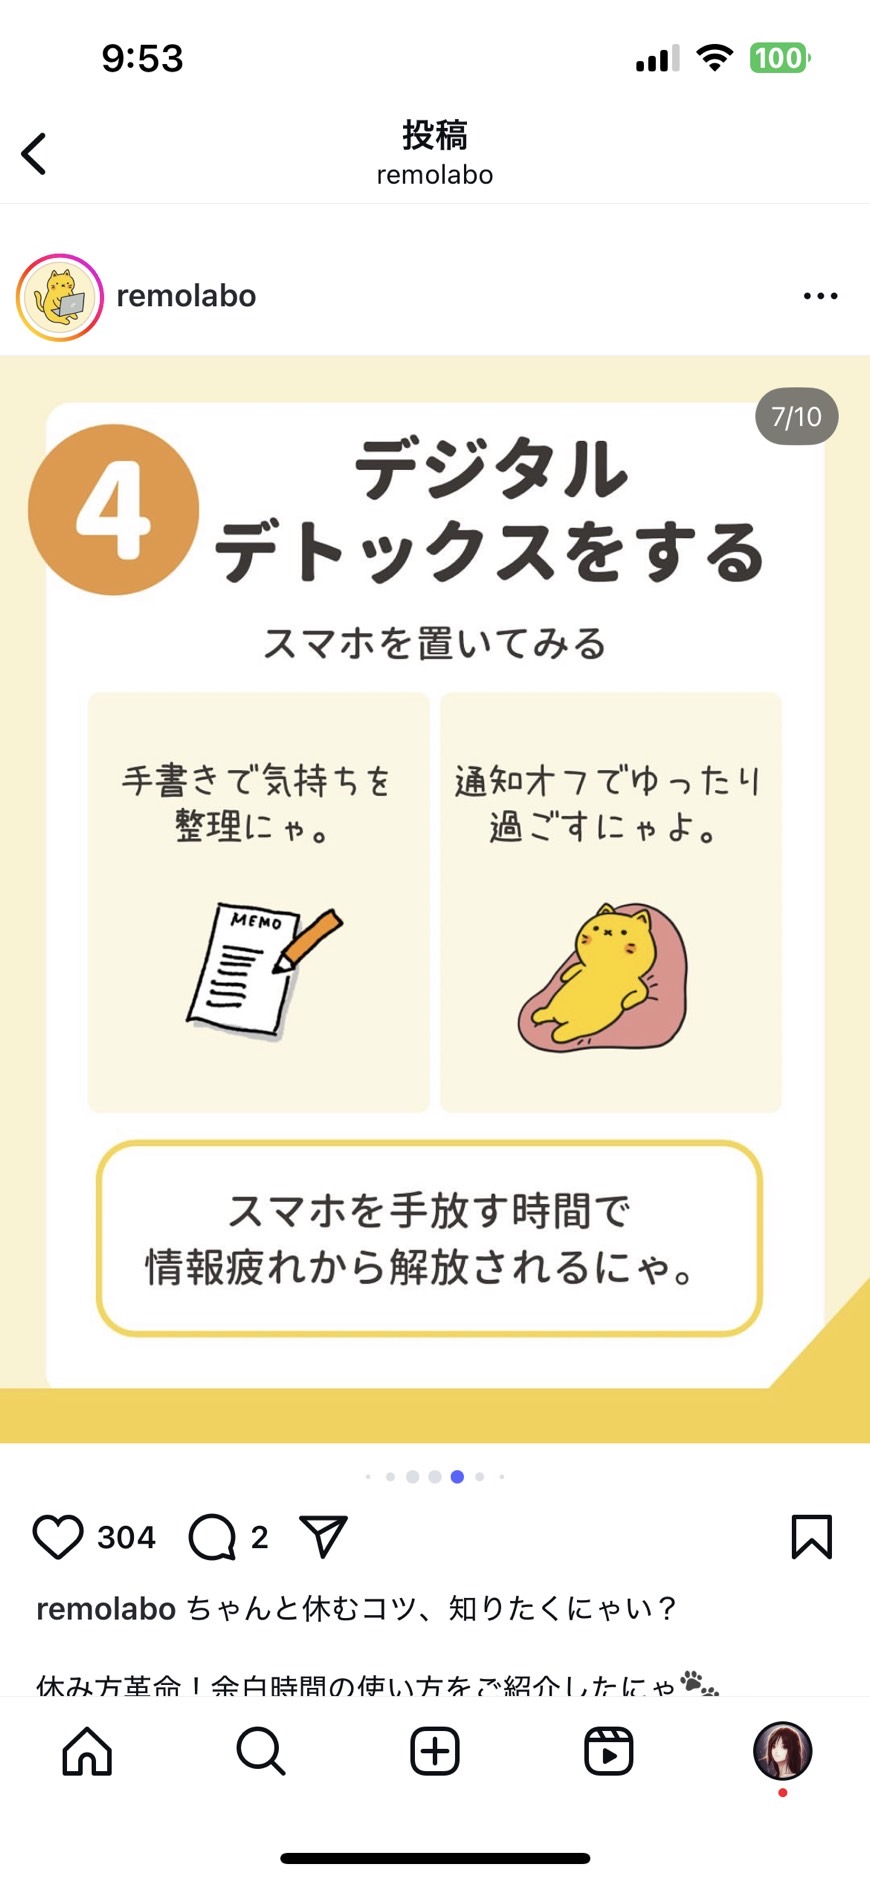 9:53
100
投稿
remolabo
remolabo
7/10
4
デジタル
デトックスをする
スマホを置いてみる
手書きで気持ちを
整理にゃ。
通知オフでゆったり
過ごすにゃよ。
MEMO
スマホを手放す時間で
情報疲れから解放されるにゃ。
304
2
remolabo ちゃんと休むコツ、知りたくにゃい？
休み方革命！余白時間の使い方をご紹介したにゃ🐾